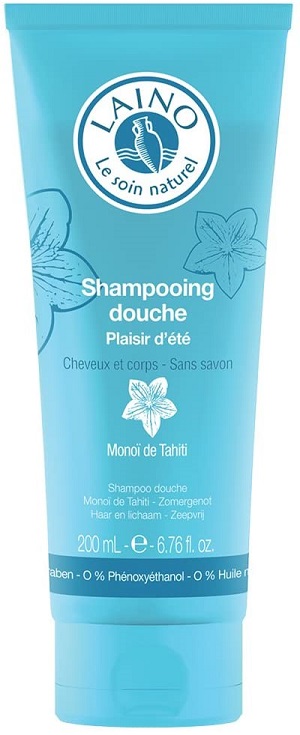 LAINO
Le soin naturel
Shampooing
douche
Plaisir d'été
Cheveux et corps - Sans savon
Monoï de Tahiti
Shampoo douche
Monoï de Tahiti - Zomergenot
Haar en lichaam - Zeepvrij
200 mL - e - 6.76 fl. oz.
aben - 0 % Phénoxyéthanol - 0 % Huile